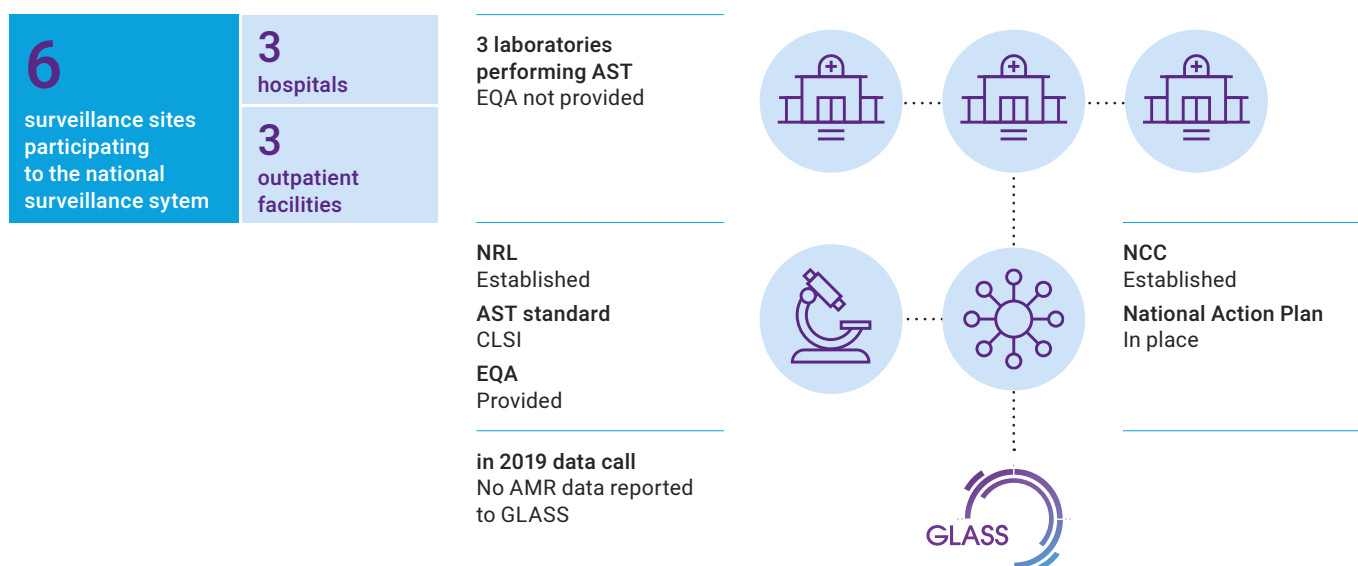 6
surveillance sites
participating
to the national
surveillance sytem
3
hospitals
3
outpatient
facilities
3 laboratories
performing AST
EQA not provided
NRL
Established
AST standard
CLSI
EQA
Provided
NCC
Established
National Action Plan
In place
in 2019 data call
No AMR data reported
to GLASS
GLASS